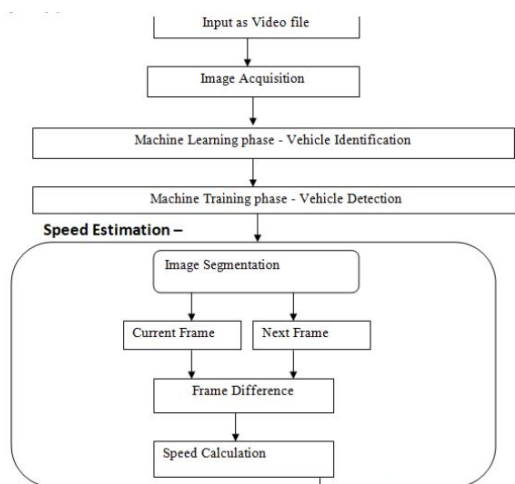 Input as Video file
Image Acquisition
Machine Learning phase - Vehicle Identification
Machine Training phase - Vehicle Detection
Speed Estimation –
Image Segmentation
Current Frame
Next Frame
Frame Difference
Speed Calculation